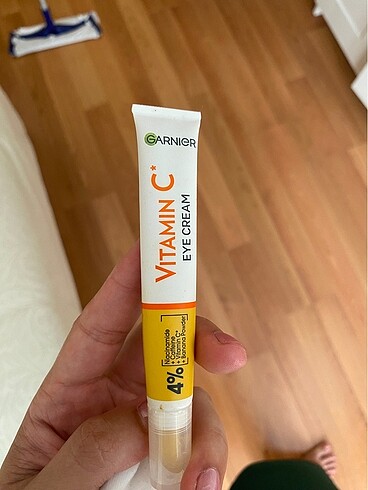 GARNIER
VITAMIN C*
EYE CREAM
4%
[Niacinamide
+ Caffeine
+ Vitamin C*
+ Banana Powder]